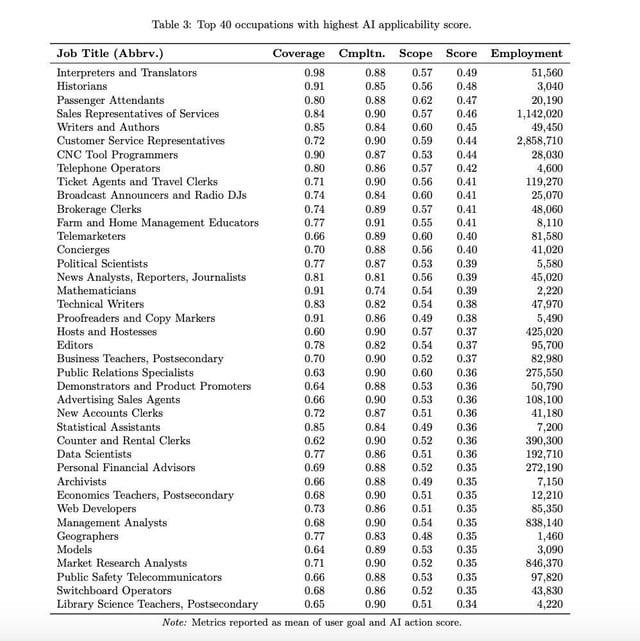 Table 3: Top 40 occupations with highest AI applicability score.
Job Title (Abbrv.) Coverage Cmpltn. Scope Score Employment
Interpreters and Translators 0.98 0.88 0.57 0.49 51,560
Historians 0.91 0.85 0.56 0.48 3,040
Passenger Attendants 0.80 0.88 0.62 0.47 20,190
Sales Representatives of Services 0.84 0.90 0.57 0.46 1,142,020
Writers and Authors 0.85 0.84 0.60 0.45 49,450
Customer Service Representatives 0.72 0.90 0.59 0.44 2,858,710
CNC Tool Programmers 0.90 0.87 0.53 0.44 28,030
Telephone Operators 0.80 0.86 0.57 0.42 4,600
Ticket Agents and Travel Clerks 0.71 0.90 0.56 0.41 119,270
Broadcast Announcers and Radio DJs 0.74 0.84 0.60 0.41 25,070
Brokerage Clerks 0.74 0.89 0.57 0.41 48,060
Farm and Home Management Educators 0.77 0.91 0.55 0.41 8,110
Telemarketers 0.66 0.89 0.60 0.40 81,580
Concierges 0.70 0.88 0.56 0.40 41,020
Political Scientists 0.77 0.87 0.53 0.39 5,580
News Analysts, Reporters, Journalists 0.81 0.81 0.56 0.39 45,020
Mathematicians 0.91 0.74 0.54 0.39 2,220
Technical Writers 0.83 0.82 0.54 0.38 47,970
Proofreaders and Copy Markers 0.91 0.86 0.49 0.38 5,490
Hosts and Hostesses 0.60 0.90 0.57 0.37 425,020
Editors 0.78 0.82 0.54 0.37 95,700
Business Teachers, Postsecondary 0.70 0.90 0.52 0.37 82,980
Public Relations Specialists 0.63 0.90 0.60 0.36 275,550
Demonstrators and Product Promoters 0.64 0.88 0.53 0.36 50,790
Advertising Sales Agents 0.66 0.90 0.53 0.36 108,100
New Accounts Clerks 0.72 0.87 0.51 0.36 41,180
Statistical Assistants 0.85 0.84 0.49 0.36 7,200
Counter and Rental Clerks 0.62 0.90 0.52 0.36 390,300
Data Scientists 0.77 0.86 0.51 0.36 192,710
Personal Financial Advisors 0.69 0.88 0.52 0.35 272,190
Archivists 0.66 0.88 0.49 0.35 7,150
Economics Teachers, Postsecondary 0.68 0.90 0.51 0.35 12,210
Web Developers 0.73 0.86 0.51 0.35 85,350
Management Analysts 0.68 0.90 0.54 0.35 838,140
Geographers 0.77 0.83 0.48 0.35 1,460
Models 0.64 0.89 0.53 0.35 3,090
Market Research Analysts 0.71 0.90 0.52 0.35 846,370
Public Safety Telecommunicators 0.66 0.88 0.53 0.35 97,820
Switchboard Operators 0.68 0.86 0.52 0.35 43,830
Library Science Teachers, Postsecondary 0.65 0.90 0.51 0.34 4,220
Note: Metrics reported as mean of user goal and AI action score.